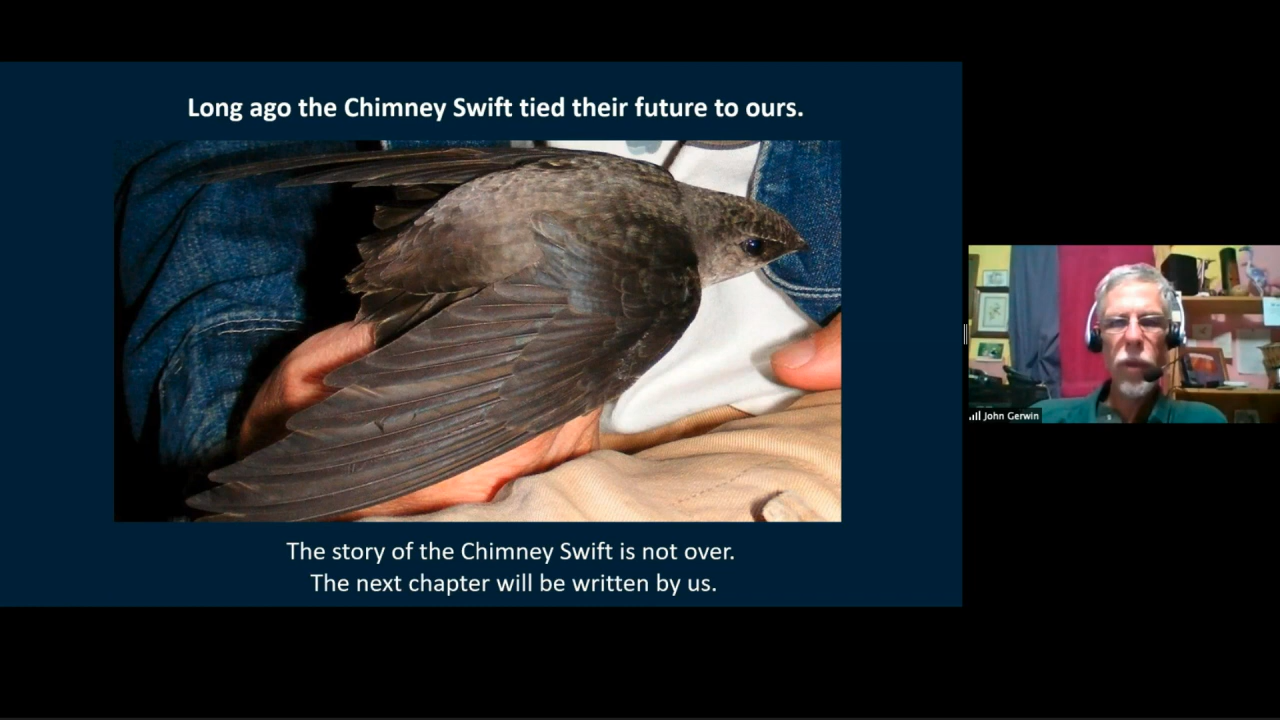 Long ago the Chimney Swift tied their future to ours.
The story of the Chimney Swift is not over.
The next chapter will be written by us.
John Gerwin